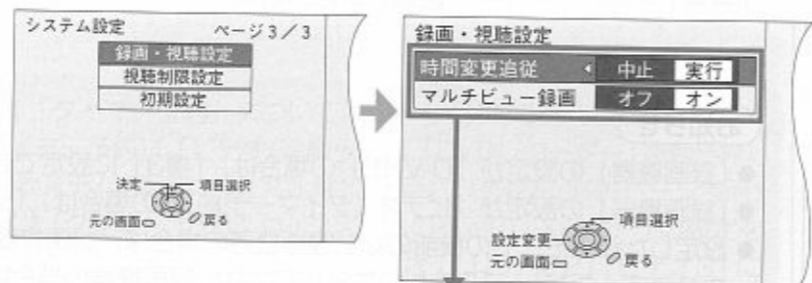 システム設定
ページ3/3
録画・視聴設定
視聴制限設定
初期設定
決定
項目選択
元の画面
戻る
録画・視聴設定
時間変更追従 中止 実行
マルチビュー録画 オフ オン
項目選択
設定変更
元の画面
戻る